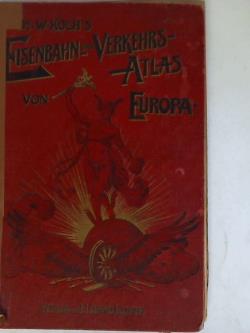 W. KOCH'S
EISENBAHN- U. VERKEHRS-
ATLAS
VON EUROPA.